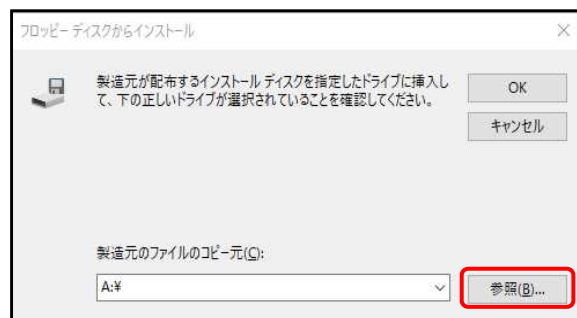 フロッピー ディスクからインストール
製造元が配布するインストール ディスクを指定したドライブに挿入し
て、下の正しいドライブが選択されていることを確認してください。
OK
キャンセル
製造元のファイルのコピー元(C):
A:¥
参照(B)...